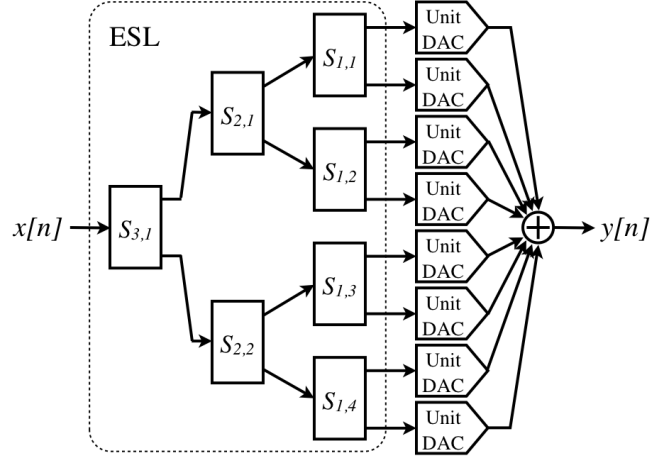 ESL
x[n]
S3,1
S2,1
S2,2
S1,1
S1,2
S1,3
S1,4
Unit
DAC
Unit
DAC
Unit
DAC
Unit
DAC
Unit
DAC
Unit
DAC
Unit
DAC
Unit
DAC
+
y[n]